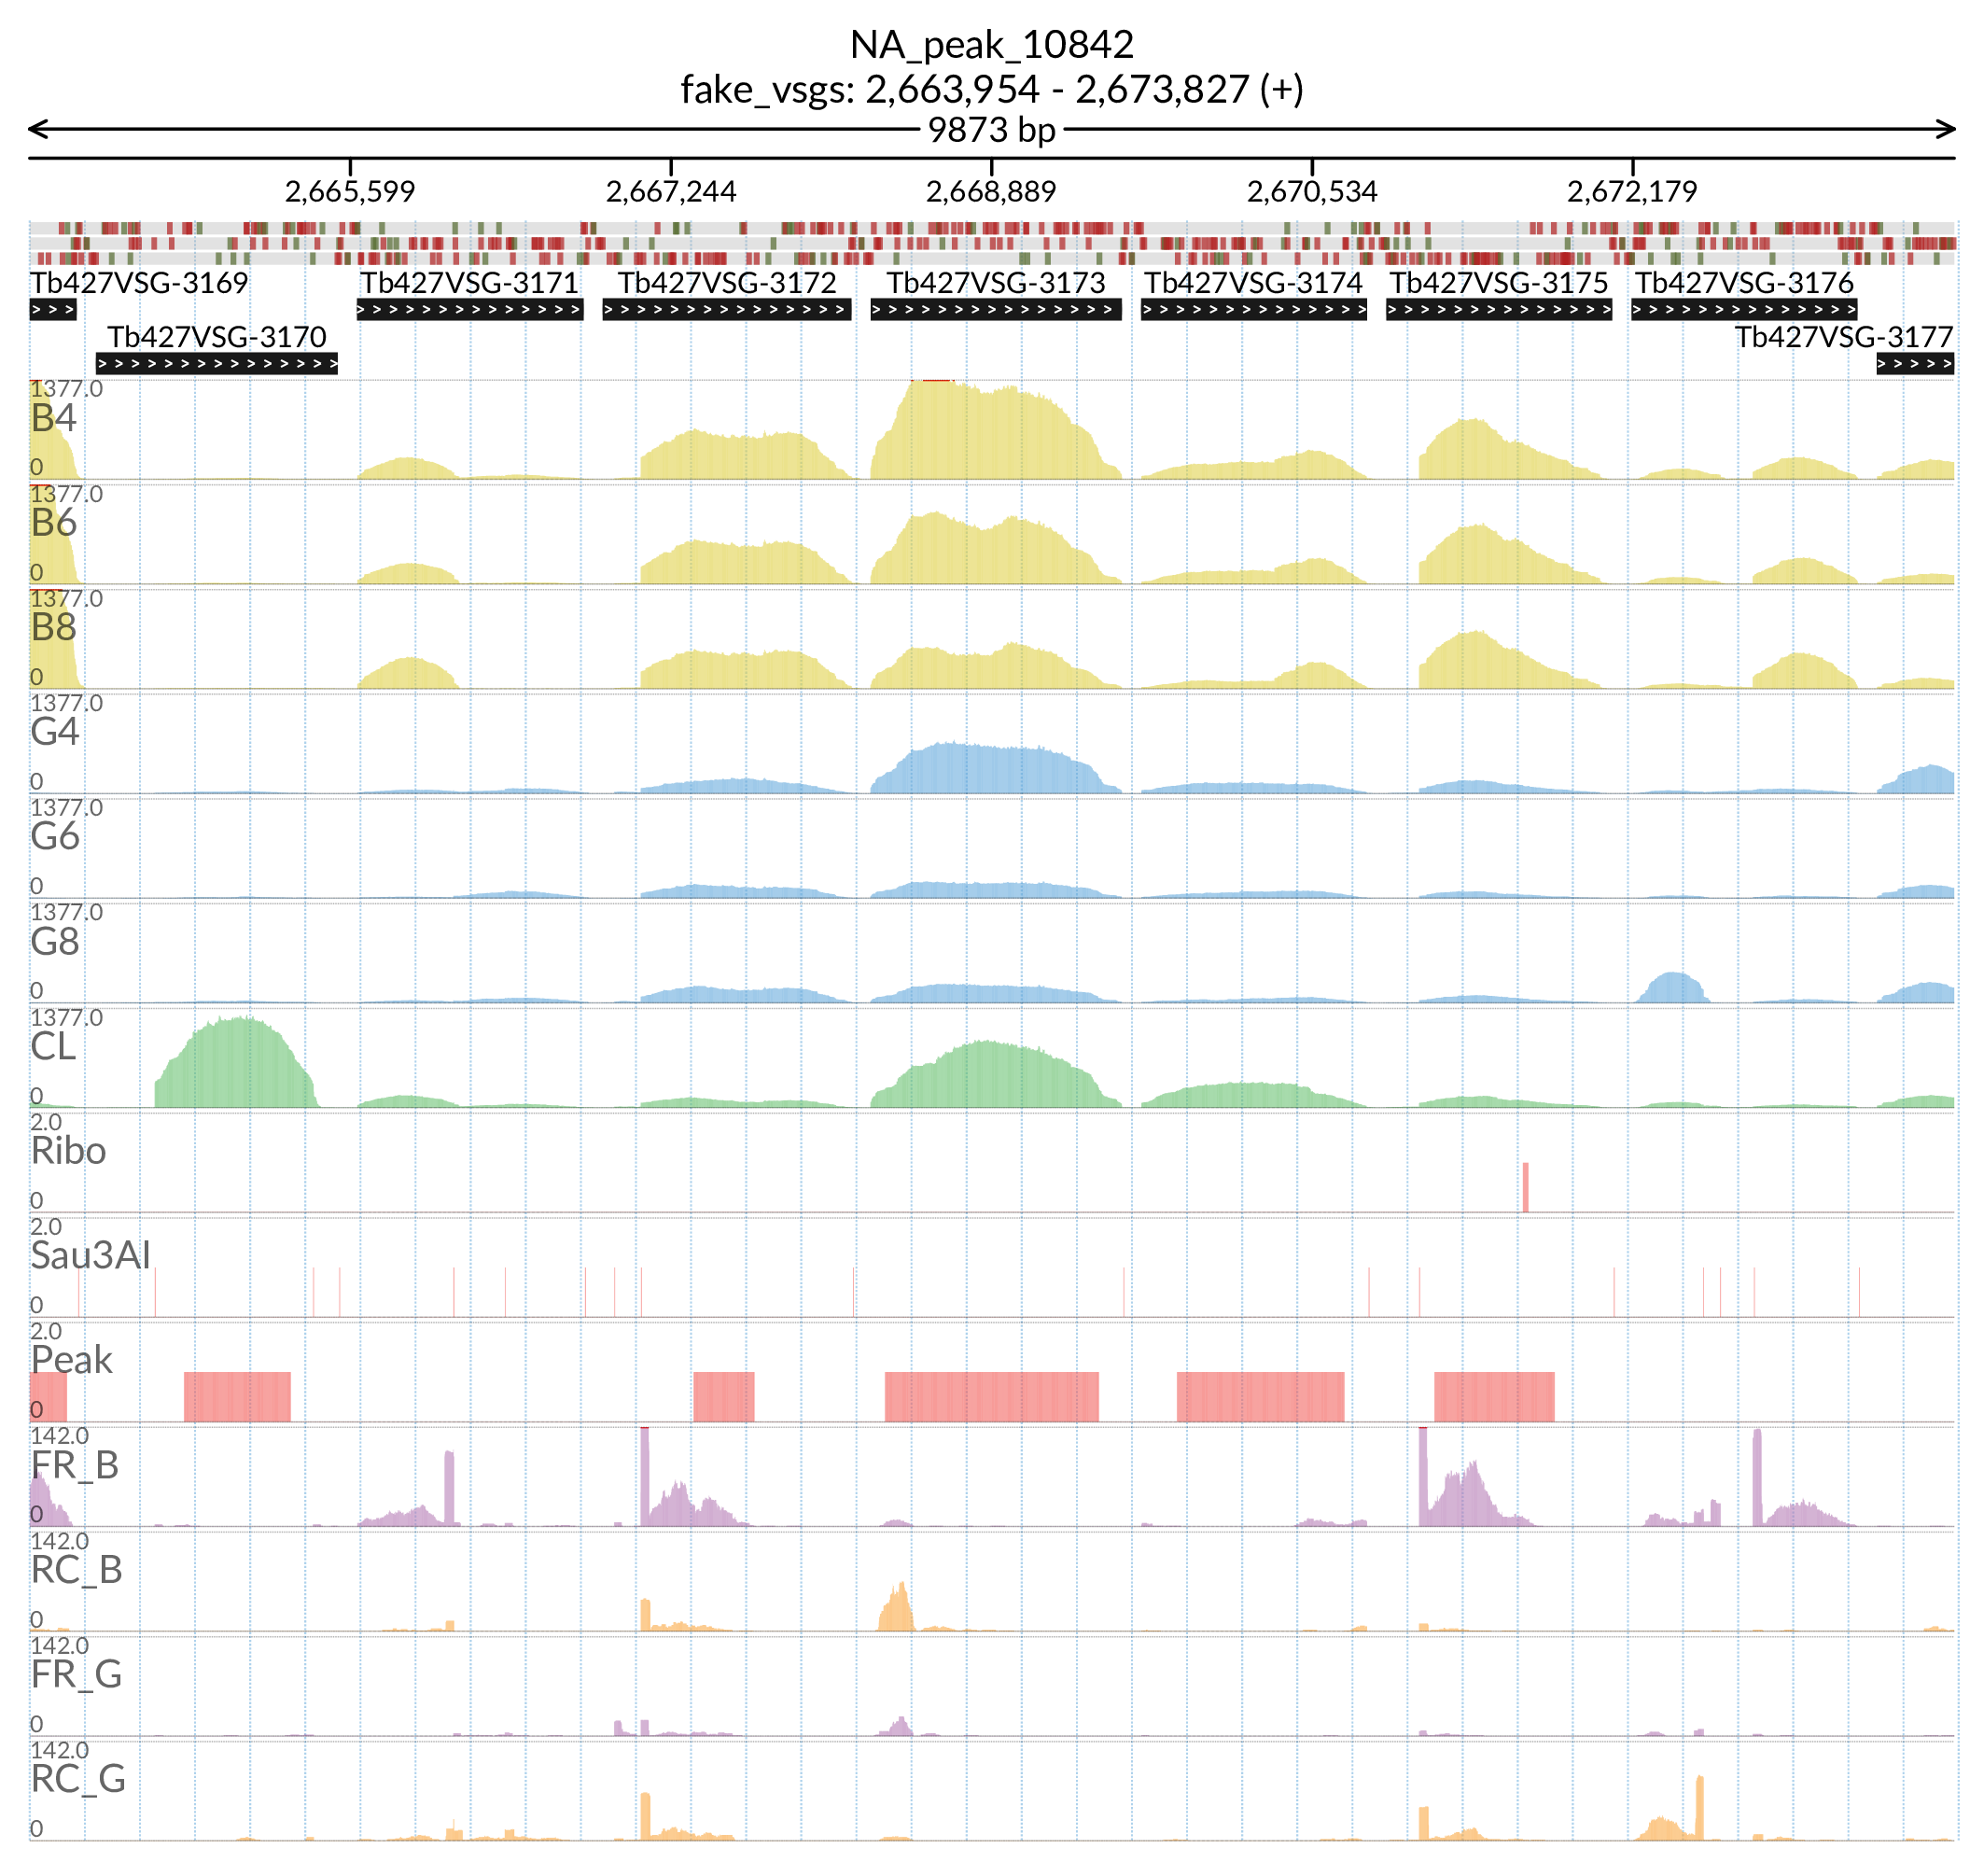 NA_peak_10842
fake_vsgs: 2,663,954 - 2,673,827 (+)
9873 bp
2,665,599 2,667,244 2,668,889 2,670,534 2,672,179
Tb427VSG-3169 Tb427VSG-3171 Tb427VSG-3172 Tb427VSG-3173 Tb427VSG-3174 Tb427VSG-3175 Tb427VSG-3176
Tb427VSG-3170 Tb427VSG-3177
1377.0
B4
0
1377.0
B6
0
1377.0
B8
0
1377.0
G4
0
1377.0
G6
0
1377.0
G8
0
1377.0
CL
0
2.0
Ribo
0
2.0
Sau3AI
0
2.0
Peak
0
142.0
FR_B
0
142.0
RC_B
0
142.0
FR_G
0
142.0
RC_G
0